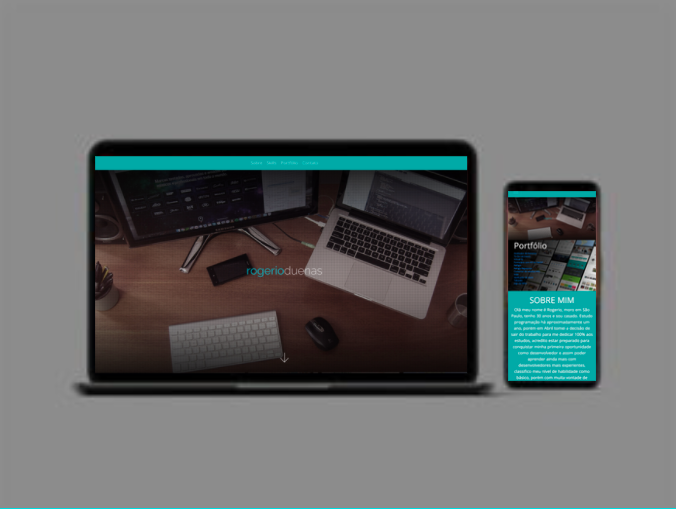 rogerioduenas
Portfólio
SOBRE MIM
Olá meu nome é Rogerio, moro em São
Paulo, tenho 30 anos e sou casado. Estudo
programação há aproximadamente um
ano, porém em Abril tomei a decisão de
sair do trabalho para me dedicar 100% aos
estudos, acredito estar preparado para
conquistar minha primeira oportunidade
como desenvolvedor e assim poder
aprender ainda mais com
desenvolvedores mais experientes,
classifico meu nível de habilidade como
básica, porém com muita vontade de